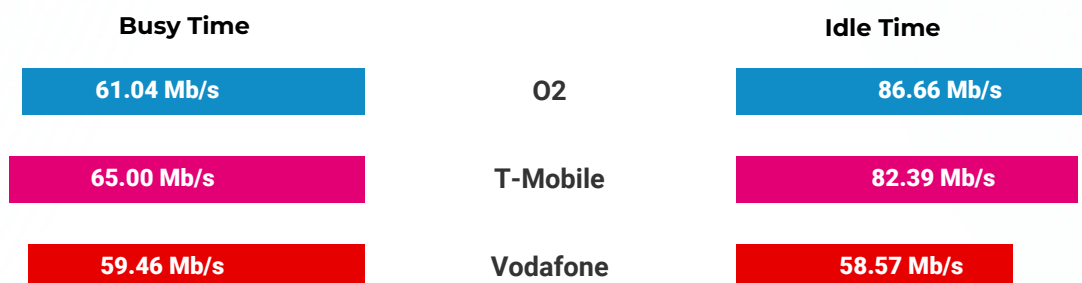 Busy Time Idle Time
61.04 Mb/s O2 86.66 Mb/s
65.00 Mb/s T-Mobile 82.39 Mb/s
59.46 Mb/s Vodafone 58.57 Mb/s